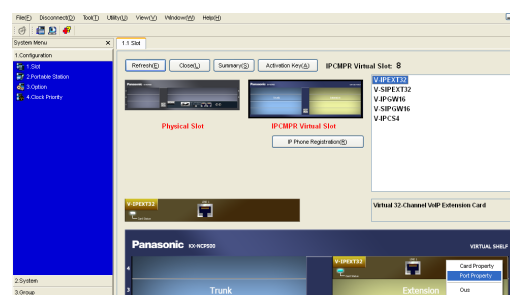 File(F) Disconnect(D) Tool(T) Utility(U) View(V) Window(W) Help(H)
System Menu x
1.1 Slot
1.Configuration
1.Slot
2.Portable Station
3.Option
4.Clock Priority
Refresh(E) Close(L) Summary(S) Activation Key(A) IPCMPR Virtual Slot: 8
V-IPEXT32
V-SIPEXT32
V-IPGW16
V-SIPGW16
V-IPCS4
Physical Slot
IPCMPR Virtual Slot
IP Phone Registration(R)
V-IPEXT32
Virtual 32-Channel VoIP Extension Card
Panasonic KX-NCP500
VIRTUAL SHELF
4
V-IPEXT32
Card Property
Port Property
Ous
3
Trunk
Extension
2.System
3.Group